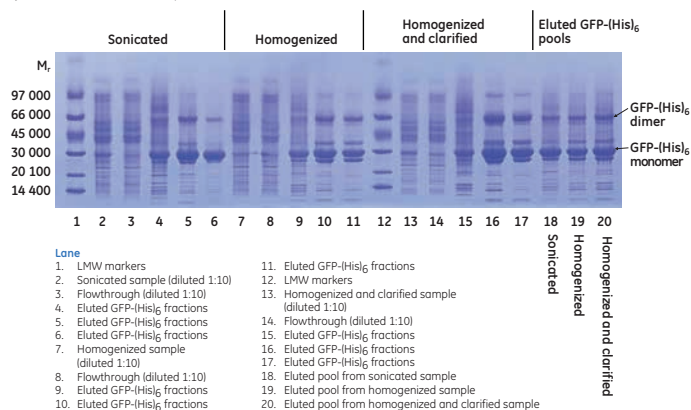 Sonicated
Homogenized
Homogenized
and clarified
Eluted GFP-(His)6
pools
Mr
97 000
66 000
45 000
30 000
20 100
14 400
GFP-(His)6
dimer
GFP-(His)6
monomer
1 2 3 4 5 6 7 8 9 10 11 12 13 14 15 16 17 18 19 20
Sonicated
Homogenized
Homogenized and clarified
Lane
1. LMW markers
2. Sonicated sample (diluted 1:10)
3. Flowthrough (diluted 1:10)
4. Eluted GFP-(His)6 fractions
5. Eluted GFP-(His)6 fractions
6. Eluted GFP-(His)6 fractions
7. Homogenized sample
(diluted 1:10)
8. Flowthrough (diluted 1:10)
9. Eluted GFP-(His)6 fractions
10. Eluted GFP-(His)6 fractions
11. Eluted GFP-(His)6 fractions
12. LMW markers
13. Homogenized and clarified sample
(diluted 1:10)
14. Flowthrough (diluted 1:10)
15. Eluted GFP-(His)6 fractions
16. Eluted GFP-(His)6 fractions
17. Eluted GFP-(His)6 fractions
18. Eluted pool from sonicated sample
19. Eluted pool from homogenized sample
20. Eluted pool from homogenized and clarified sample